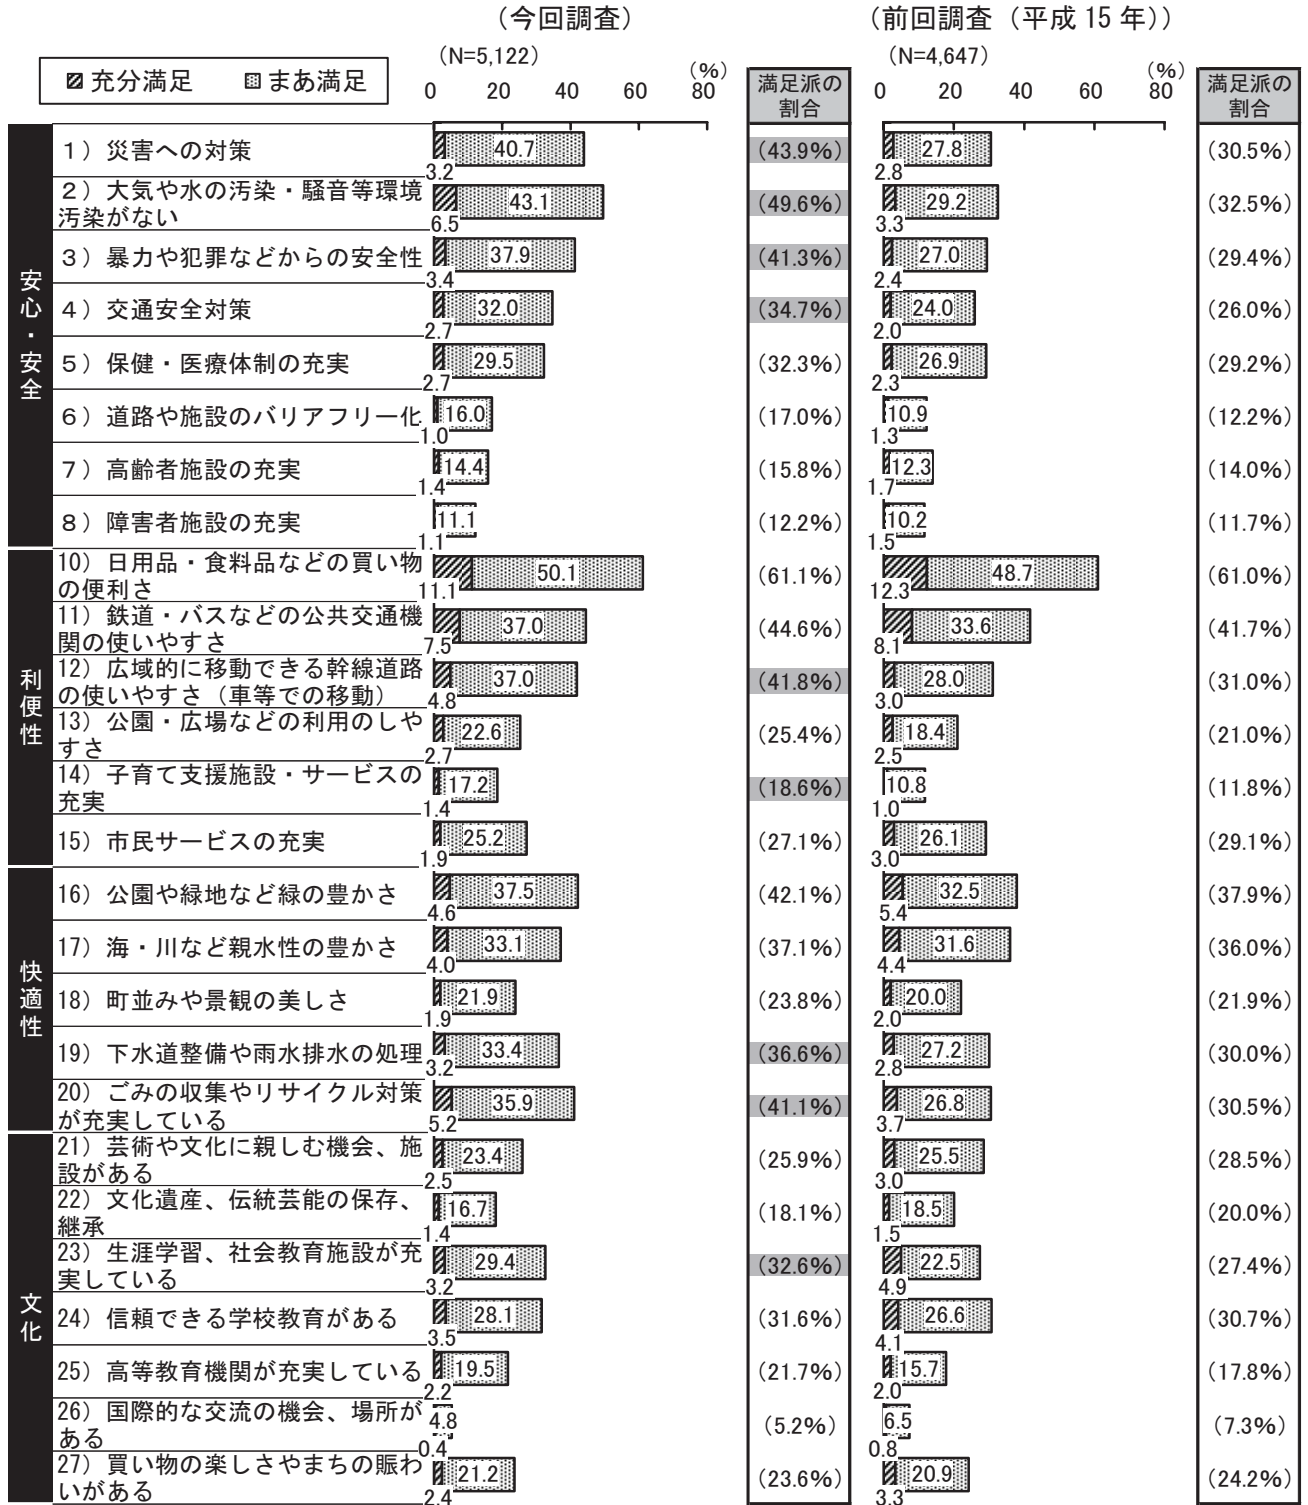 （今回調査）
（前回調査（平成 15 年））
（N=5,122）
（N=4,647）
充分満足 まあ満足
（%）
0 20 40 60 80
満足派の
割合
（%）
0 20 40 60 80
満足派の
割合
安心・安全
1）災害への対策
40.7
3.2
（43.9%）
27.8
2.8
（30.5%）
2）大気や水の汚染・騒音等環境
汚染がない
43.1
6.5
（49.6%）
29.2
3.3
（32.5%）
3）暴力や犯罪などからの安全性
37.9
3.4
（41.3%）
27.0
2.4
（29.4%）
4）交通安全対策
32.0
2.7
（34.7%）
24.0
2.0
（26.0%）
5）保健・医療体制の充実
29.5
2.7
（32.3%）
26.9
2.3
（29.2%）
6）道路や施設のバリアフリー化
16.0
1.0
（17.0%）
10.9
1.3
（12.2%）
7）高齢者施設の充実
14.4
1.4
（15.8%）
12.3
1.7
（14.0%）
8）障害者施設の充実
11.1
1.1
（12.2%）
10.2
1.5
（11.7%）
利便性
10）日用品・食料品などの買い物
の便利さ
50.1
11.1
（61.1%）
48.7
12.3
（61.0%）
11）鉄道・バスなどの公共交通機
関の使いやすさ
37.0
7.5
（44.6%）
33.6
8.1
（41.7%）
12）広域的に移動できる幹線道路
の使いやすさ（車等での移動）
37.0
4.8
（41.8%）
28.0
3.0
（31.0%）
13）公園・広場などの利用のしや
すさ
22.6
2.7
（25.4%）
18.4
2.5
（21.0%）
14）子育て支援施設・サービスの
充実
17.2
1.4
（18.6%）
10.8
1.0
（11.8%）
15）市民サービスの充実
25.2
1.9
（27.1%）
26.1
3.0
（29.1%）
快適性
16）公園や緑地など緑の豊かさ
37.5
4.6
（42.1%）
32.5
5.4
（37.9%）
17）海・川など親水性の豊かさ
33.1
4.0
（37.1%）
31.6
4.4
（36.0%）
18）町並みや景観の美しさ
21.9
1.9
（23.8%）
20.0
2.0
（21.9%）
19）下水道整備や雨水排水の処理
33.4
3.2
（36.6%）
27.2
2.8
（30.0%）
20）ごみの収集やリサイクル対策
が充実している
35.9
5.2
（41.1%）
26.8
3.7
（30.5%）
文化
21）芸術や文化に親しむ機会、施
設がある
23.4
2.5
（25.9%）
25.5
3.0
（28.5%）
22）文化遺産、伝統芸能の保存、
継承
16.7
1.4
（18.1%）
18.5
1.5
（20.0%）
23）生涯学習、社会教育施設が充
実している
29.4
3.2
（32.6%）
22.5
4.9
（27.4%）
24）信頼できる学校教育がある
28.1
3.5
（31.6%）
26.6
4.1
（30.7%）
25）高等教育機関が充実している
19.5
2.2
（21.7%）
15.7
2.0
（17.8%）
26）国際的な交流の機会、場所が
ある
4.8
0.4
（5.2%）
6.5
0.8
（7.3%）
27）買い物の楽しさやまちの賑わ
いがある
21.2
2.4
（23.6%）
20.9
3.3
（24.2%）